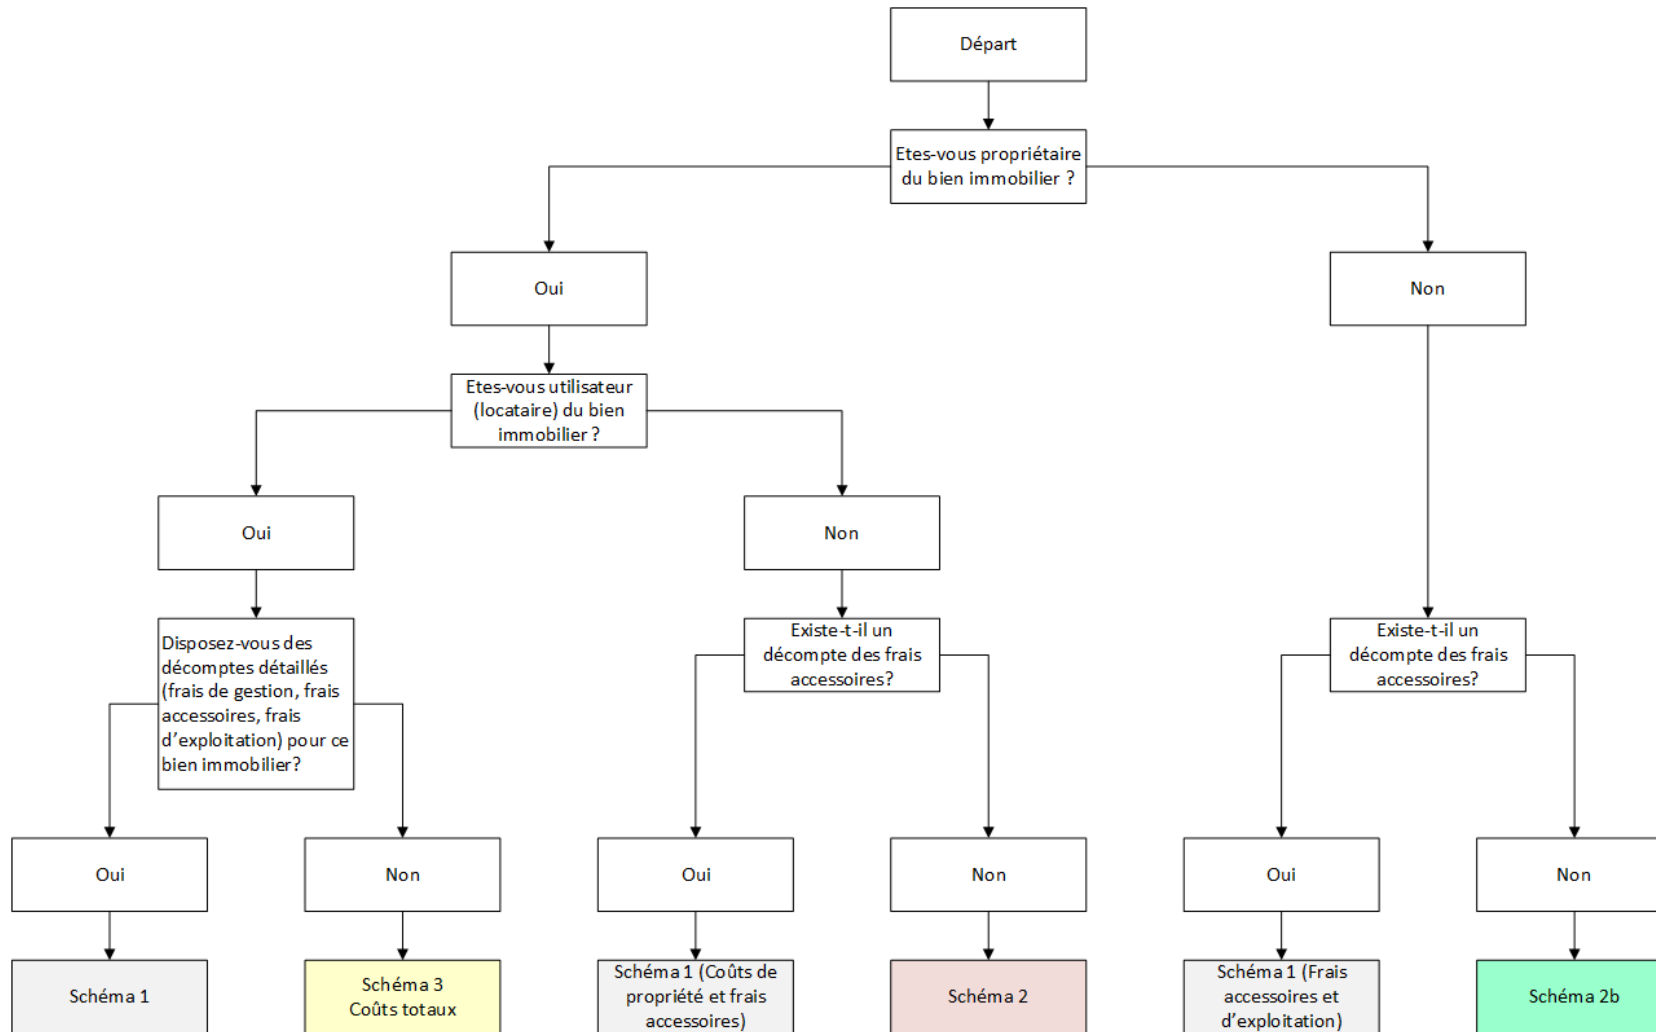 Départ
Etes-vous propriétaire
du bien immobilier ?
Oui
Non
Etes-vous utilisateur
(locataire) du bien
immobilier ?
Oui
Non
Disposez-vous des
décomptes détaillés
(frais de gestion, frais
accessoires, frais
d'exploitation) pour ce
bien immobilier?
Existe-t-il un
décompte des frais
accessoires?
Existe-t-il un
décompte des frais
accessoires?
Oui
Non
Oui
Non
Oui
Non
Schéma 1
Schéma 3
Coûts totaux
Schéma 1 (Coûts de
propriété et frais
accessoires)
Schéma 2
Schéma 1 (Frais
accessoires et
d'exploitation)
Schéma 2b